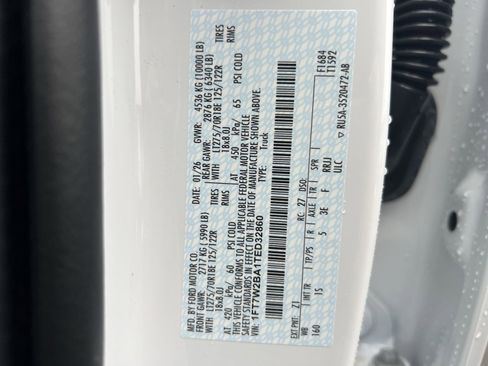 MFD. BY FORD MOTOR CO.
DATE: 01/26 GVWR: 4536 KG (10000 LB)
FRONT GAWR: 2717 KG (5990 LB) REAR GAWR: 2876 KG (6340 LB)
WITH LT275/70R18E 125/122R TIRES WITH LT275/70R18E 125/122R TIRES
18x8.0J RIMS 18x8.0J RIMS
AT 420 kPa/ 60 PSI COLD AT 450 kPa/ 65 PSI COLD
THIS VEHICLE CONFORMS TO ALL APPLICABLE FEDERAL MOTOR VEHICLE
SAFETY STANDARDS IN EFFECT ON THE DATE OF MANUFACTURE SHOWN ABOVE.
VIN: 1FT7W2BA1TED32860 TYPE: Truck
F1684
T1592
EXT PNT: Z1 RC: 27 DSO:
WB INT TR TP/PS R AXLE TR SPR
160 1S 5 3E F RRJJ
ULC
▽ RU5A-3520472-AB